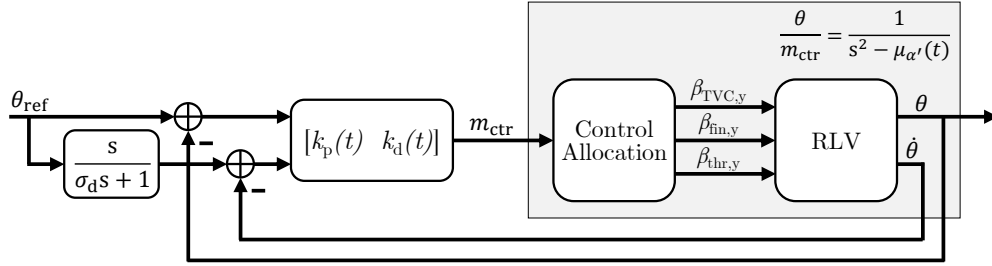 θ/m_ctr = 1/(s² − μ_α′(t))
θ_ref
s/(σ_d s + 1)
[k_p(t) k_d(t)]
m_ctr
Control
Allocation
β_TVC,y
β_fin,y
β_thr,y
RLV
θ
θ̇